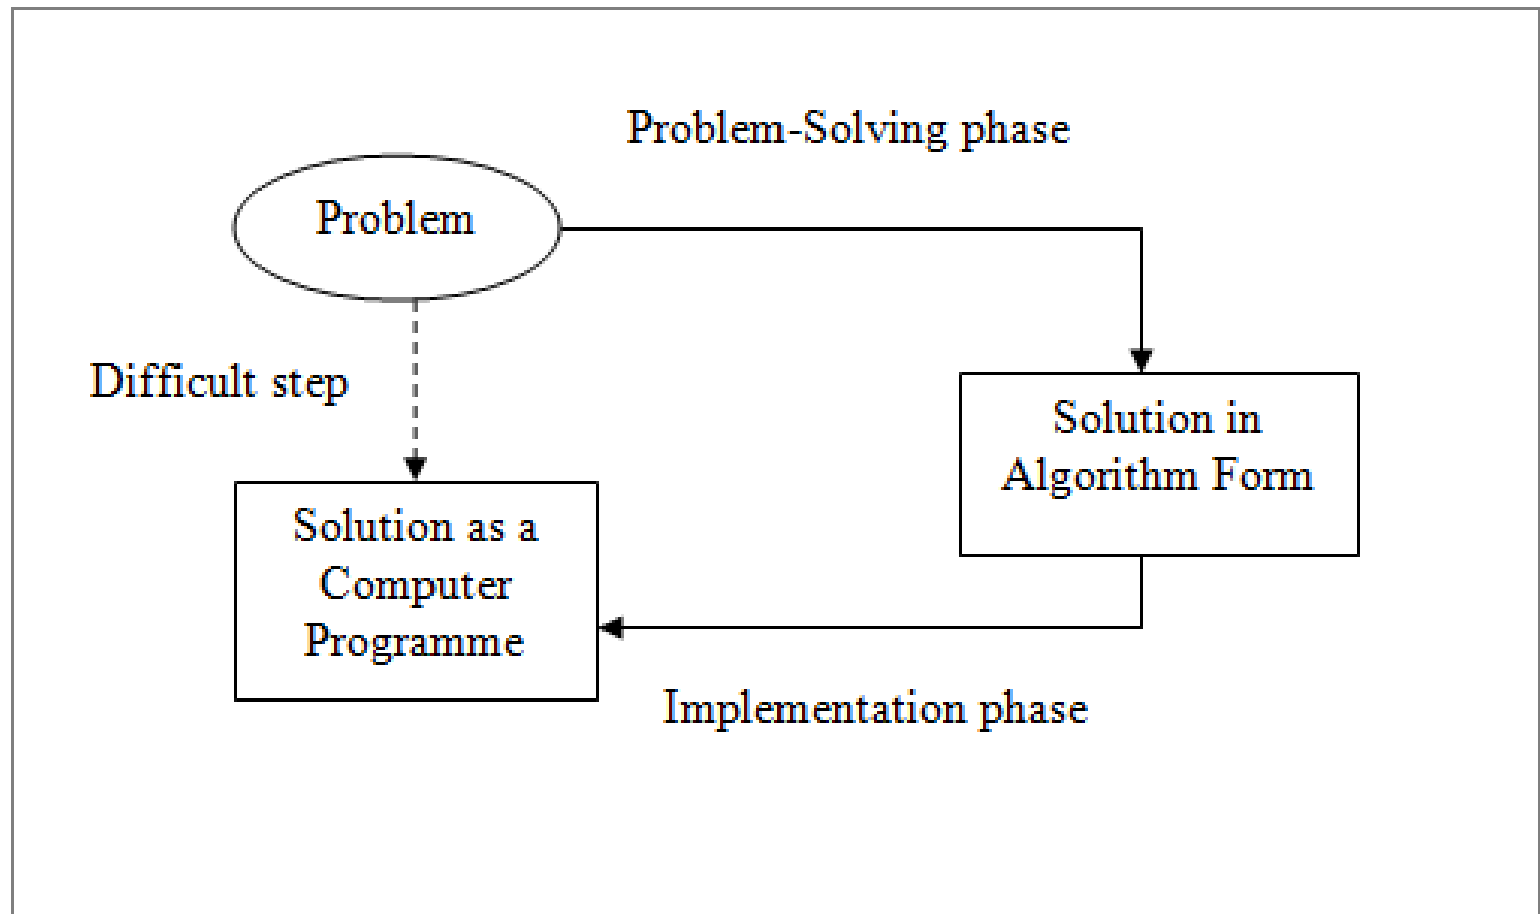 Problem-Solving phase
Problem
Difficult step
Solution in
Algorithm Form
Solution as a
Computer
Programme
Implementation phase